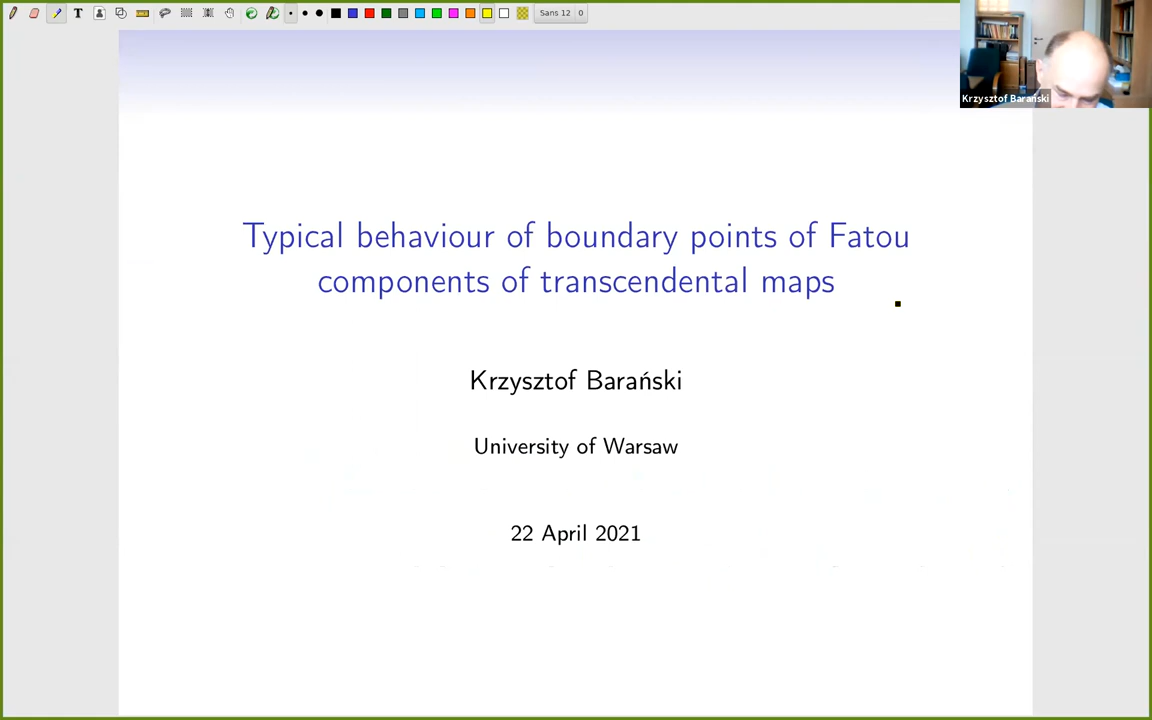 T
Sans 12 0
Krzysztof Barański
Typical behaviour of boundary points of Fatou
components of transcendental maps
Krzysztof Barański
University of Warsaw
22 April 2021